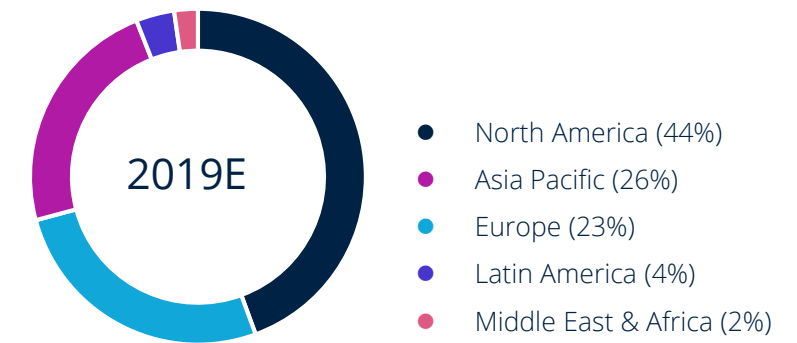 2019E
North America (44%)
Asia Pacific (26%)
Europe (23%)
Latin America (4%)
Middle East & Africa (2%)